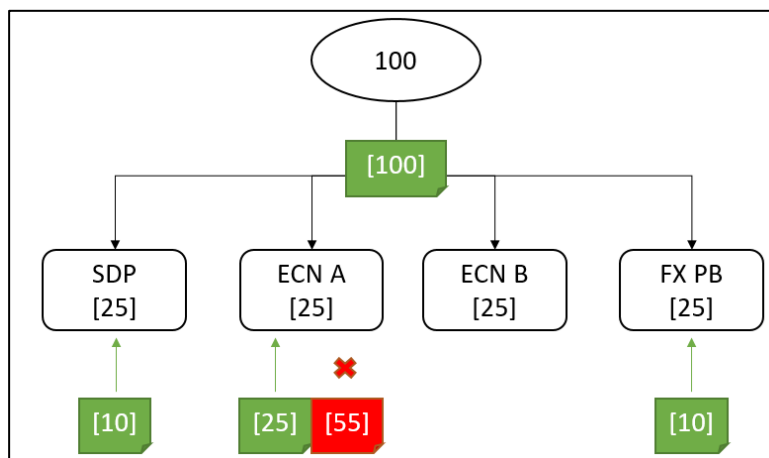 100
[100]
SDP
[25]
ECN A
[25]
ECN B
[25]
FX PB
[25]
[10]
[25]
[55]
[10]